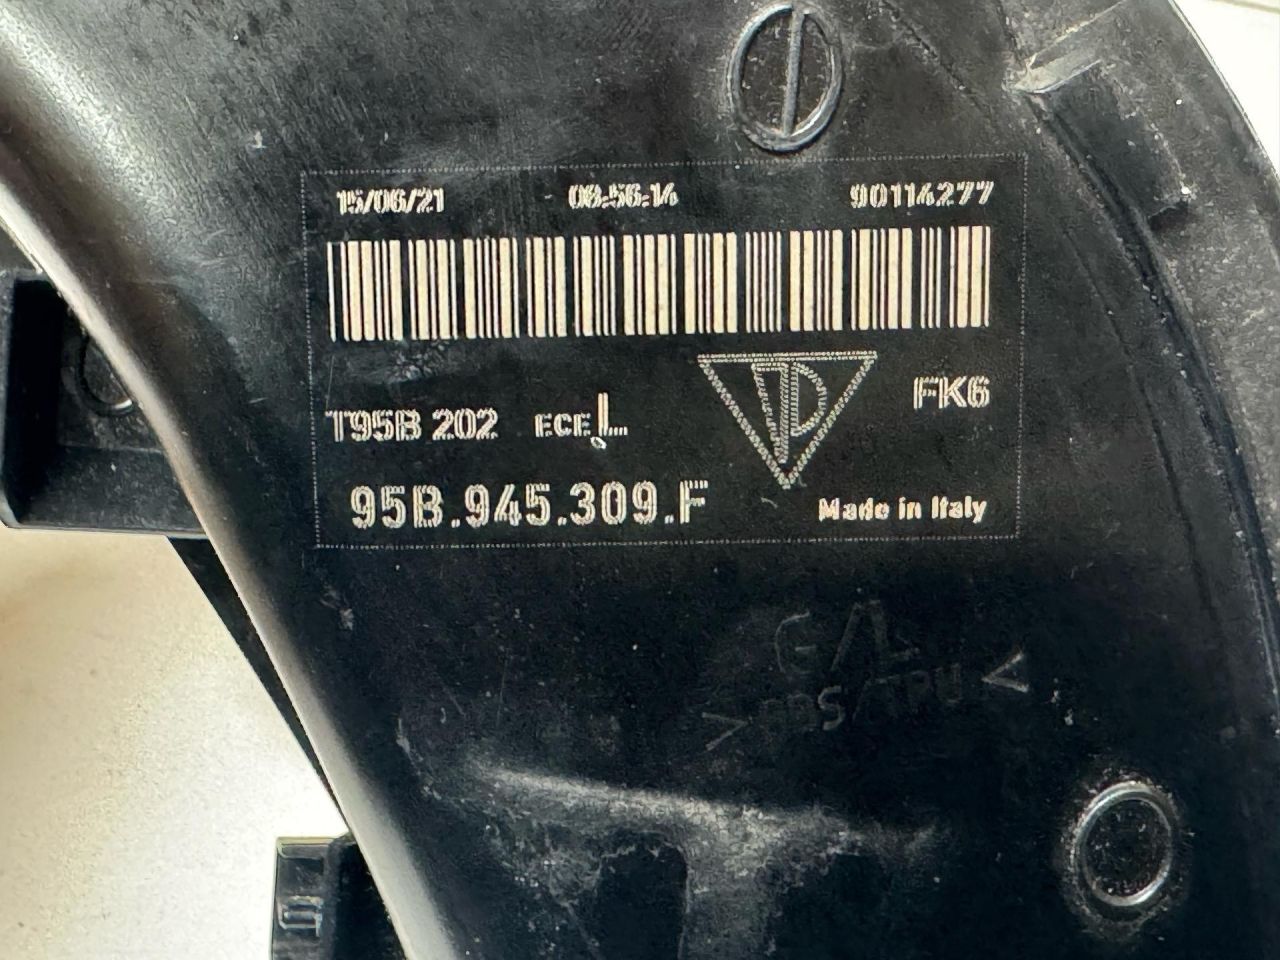 15/06/21 08:56:14 90114277
FK6
T95B 202 ECE L
95B.945.309.F
Made in Italy